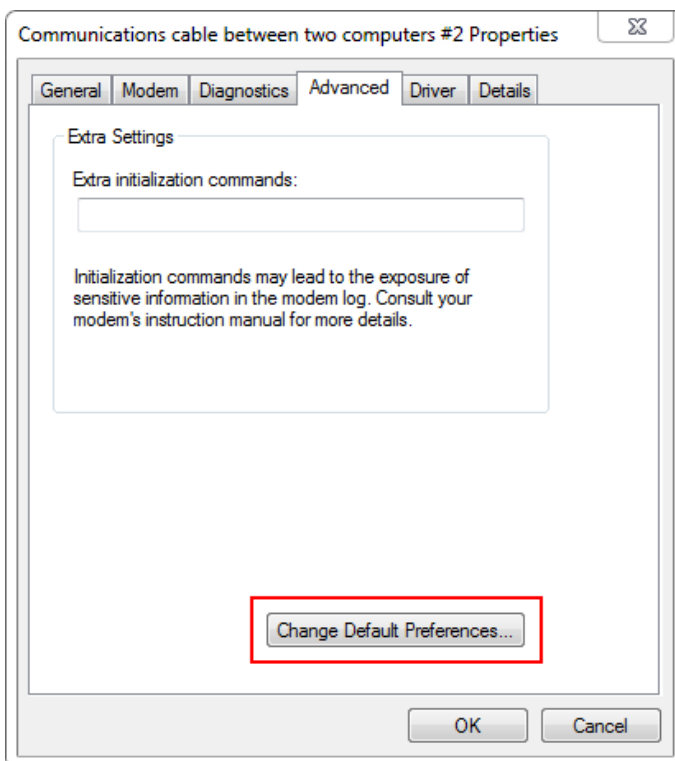 Communications cable between two computers #2 Properties
General Modem Diagnostics Advanced Driver Details
Extra Settings
Extra initialization commands:
Initialization commands may lead to the exposure of
sensitive information in the modem log. Consult your
modem's instruction manual for more details.
Change Default Preferences...
OK Cancel